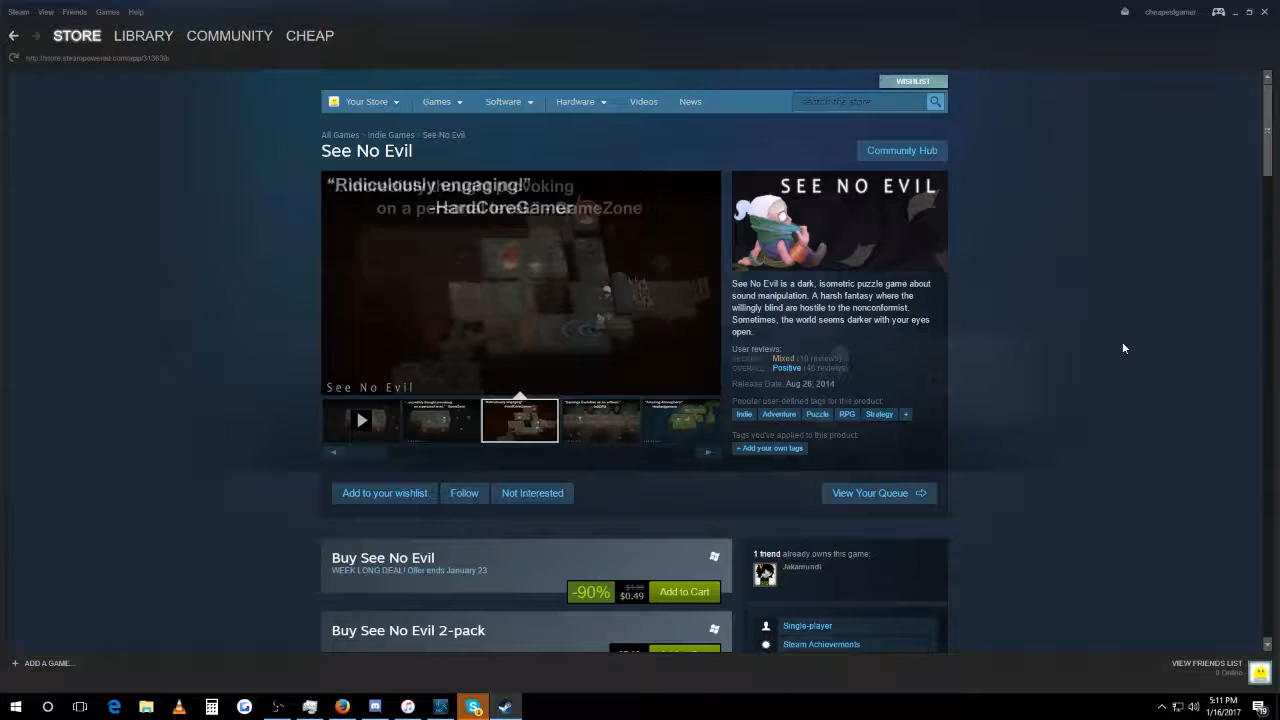 Steam View Friends Games Help
cheapestgamer
STORE LIBRARY COMMUNITY CHEAP
WISHLIST
Your Store Games Software Hardware Videos News
search the store
All Games > Indie Games > See No Evil
See No Evil
Community Hub
"Ridiculously engaging!"
-HardCoreGamer
See No Evil
SEE NO EVIL
See No Evil is a dark, isometric puzzle game about
sound manipulation. A harsh fantasy where the
willingly blind are hostile to the nonconformist.
Sometimes, the world seems darker with your eyes
open.
User reviews:
Mixed (10 reviews)
OVERALL: Positive
Release Date: Aug 26, 2014
Popular user-defined tags for this product:
Indie Adventure Puzzle RPG Strategy +
Tags you've applied to this product:
+ Add your own tags
Add to your wishlist Follow Not Interested
View Your Queue
Buy See No Evil
WEEK LONG DEAL! Offer ends January 23
-90% $0.49 Add to Cart
Buy See No Evil 2-pack
1 friend already owns this game:
Jakamundi
Single-player
Steam Achievements
+ ADD A GAME...
VIEW FRIENDS LIST
0 Online
5:11 PM
1/16/2017